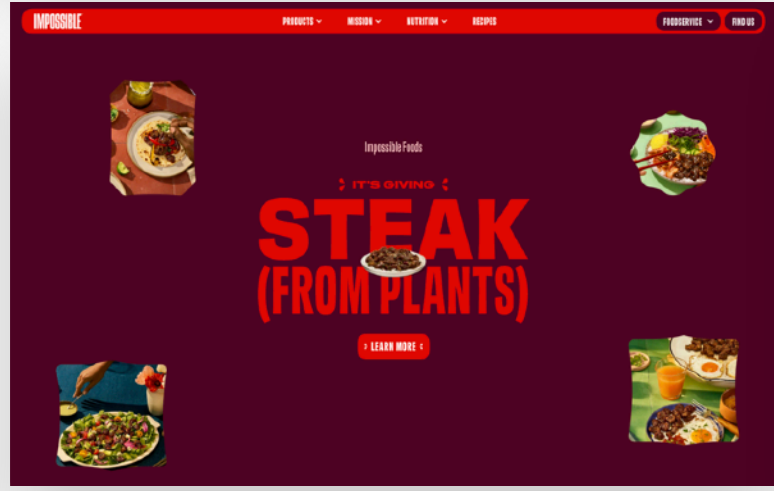 IMPOSSIBLE
PRODUCTS MISSION NUTRITION RECIPES
FOODSERVICE FIND US
Impossible Foods
IT'S GIVING
STEAK
(FROM PLANTS)
LEARN MORE